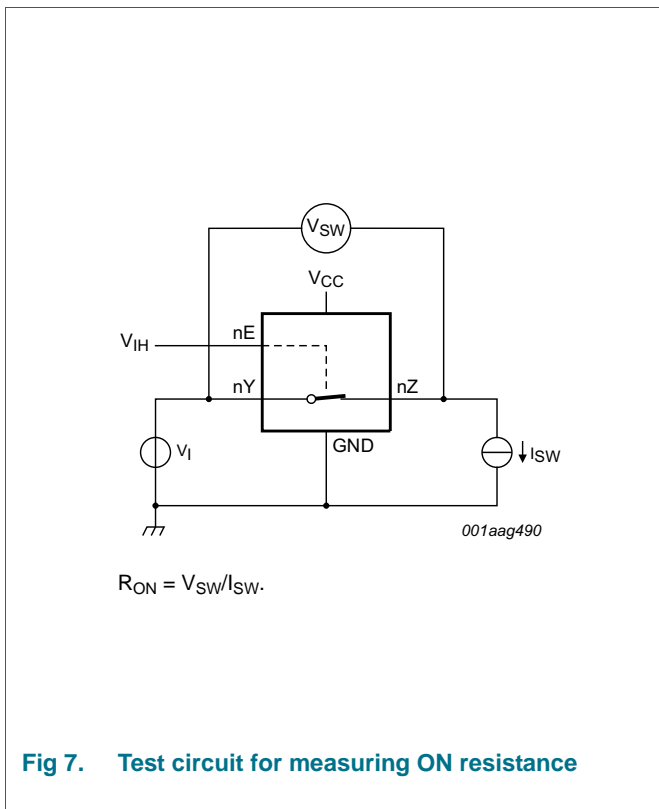 VSW
VCC
VIH
nE
nY
nZ
GND
VI
ISW
001aag490
RON = VSW/ISW.
Fig 7. Test circuit for measuring ON resistance